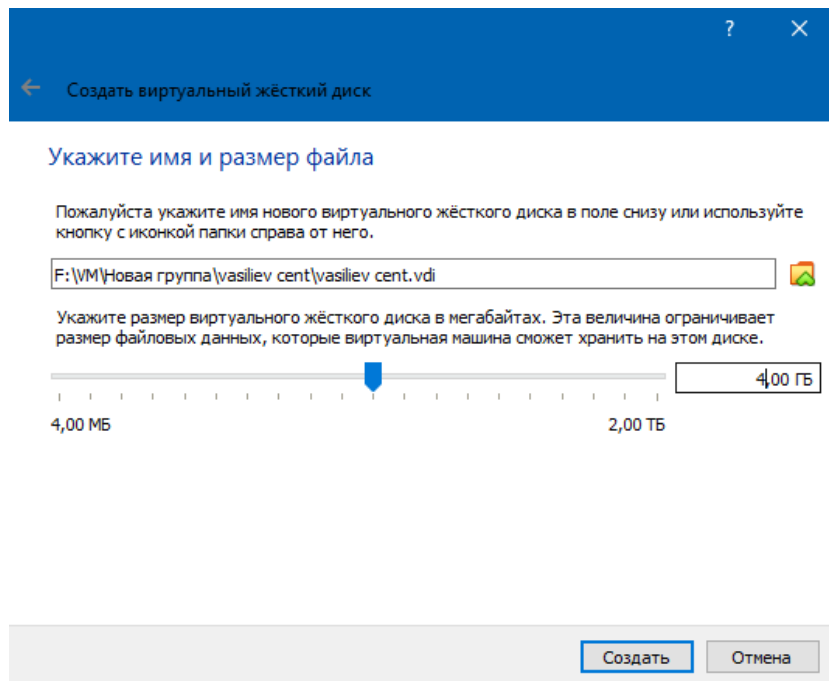 ?
Создать виртуальный жёсткий диск
Укажите имя и размер файла
Пожалуйста укажите имя нового виртуального жёсткого диска в поле снизу или используйте
кнопку с иконкой папки справа от него.
F:\VM\Новая группа\vasiliev cent\vasiliev cent.vdi
Укажите размер виртуального жёсткого диска в мегабайтах. Эта величина ограничивает
размер файловых данных, которые виртуальная машина сможет хранить на этом диске.
4,00 ГБ
4,00 МБ 2,00 ТБ
Создать Отмена